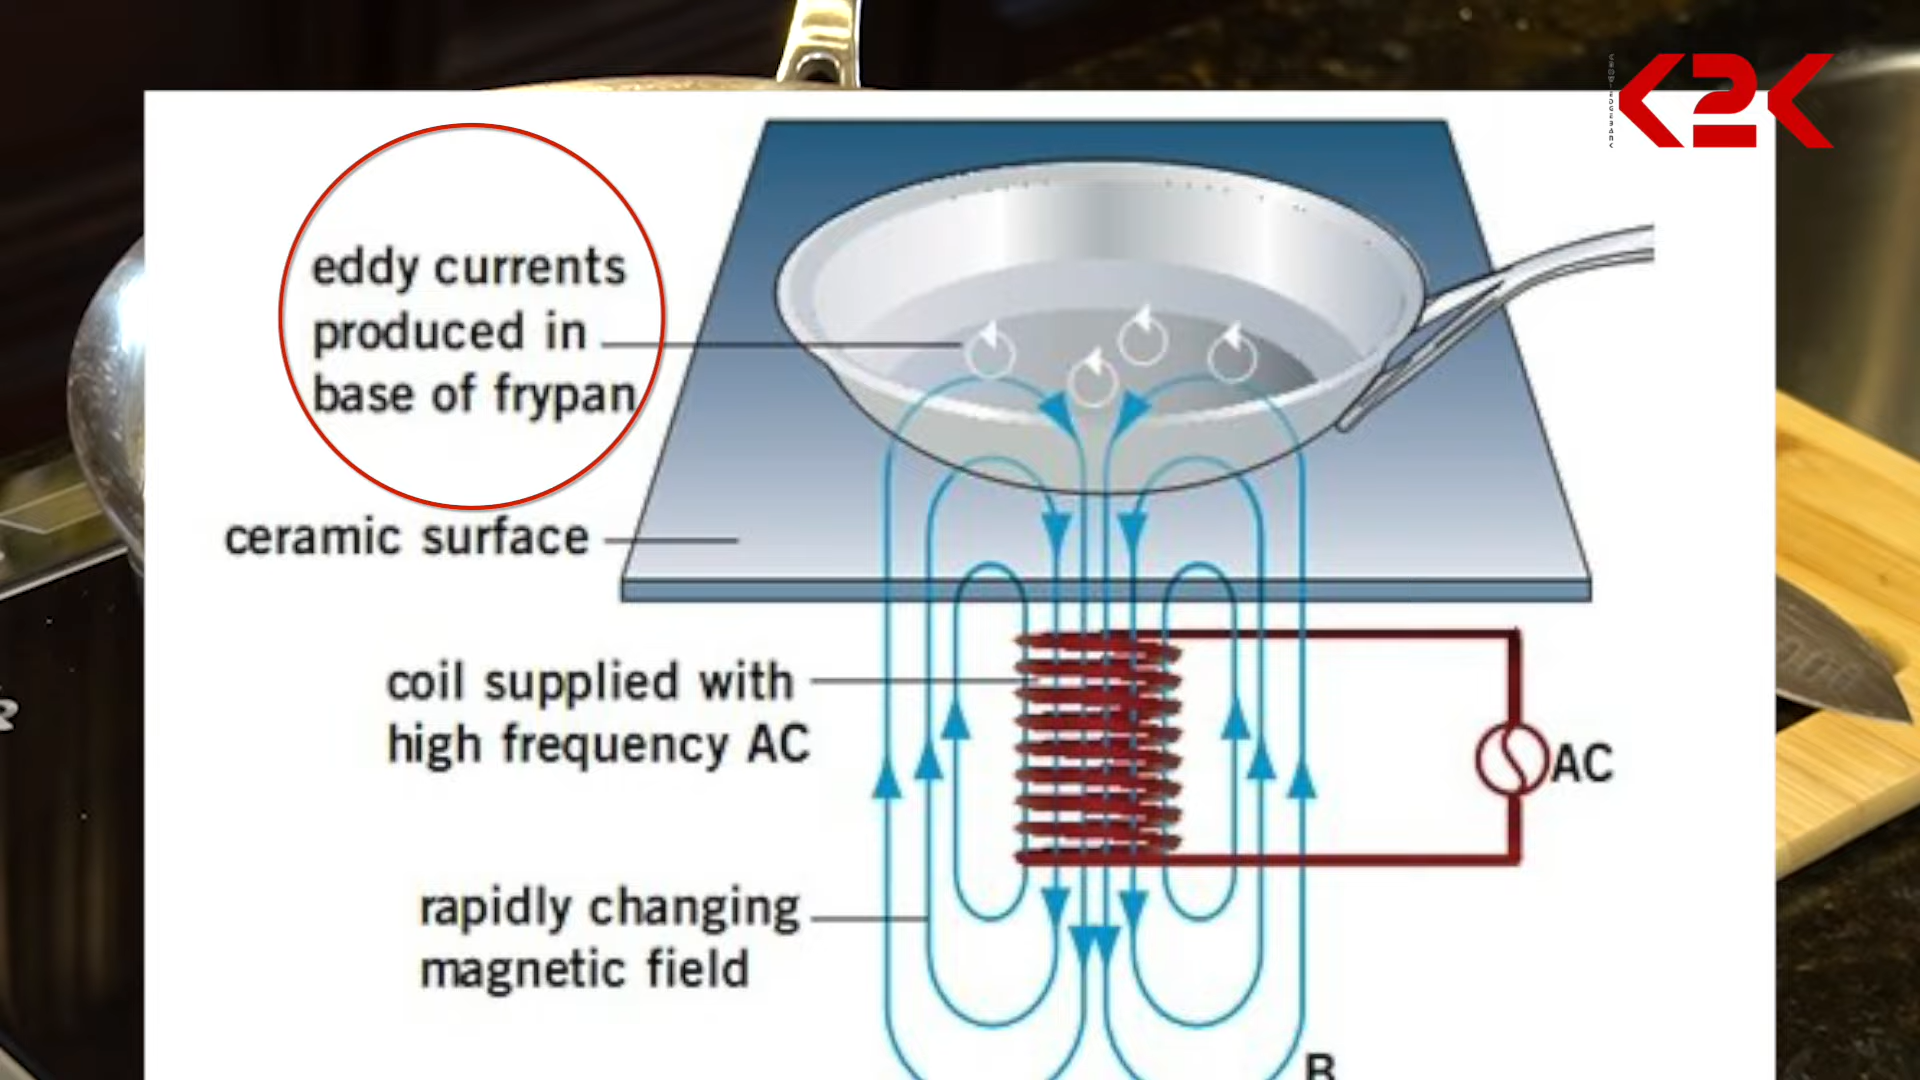 K2K
eddy currents
produced in
base of frypan
ceramic surface
coil supplied with
high frequency AC
AC
rapidly changing
magnetic field
B